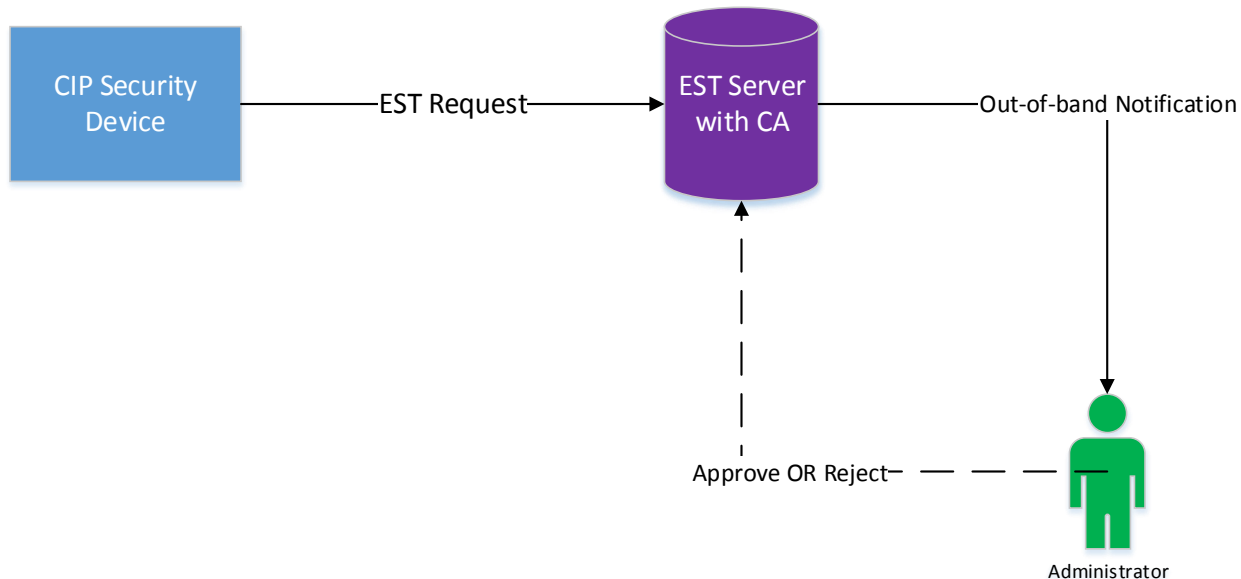 CIP Security
Device
EST Request
EST Server
with CA
Out-of-band Notification
Approve OR Reject
Administrator